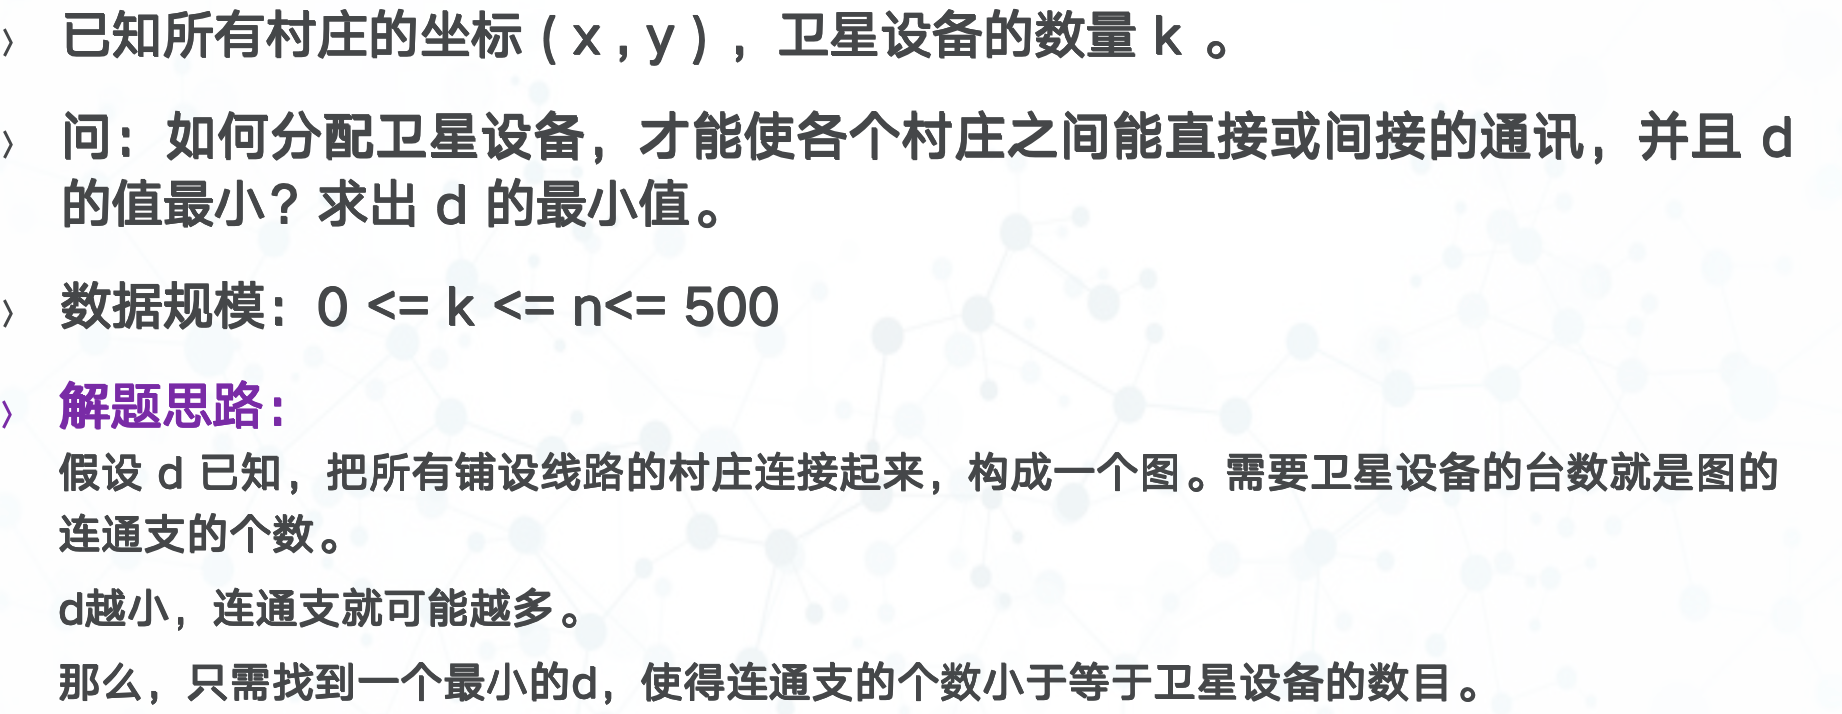 › 已知所有村庄的坐标 ( x , y ) ，卫星设备的数量 k 。
› 问：如何分配卫星设备，才能使各个村庄之间能直接或间接的通讯，并且 d
的值最小？求出 d 的最小值。
› 数据规模：0 <= k <= n<= 500
› 解题思路：
假设 d 已知，把所有铺设线路的村庄连接起来，构成一个图。需要卫星设备的台数就是图的
连通支的个数。
d越小，连通支就可能越多。
那么，只需找到一个最小的d，使得连通支的个数小于等于卫星设备的数目。